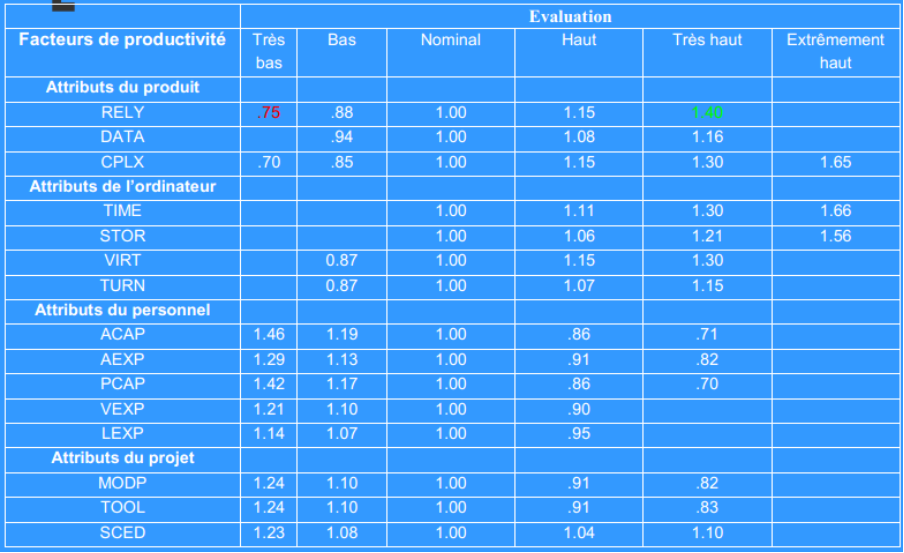 Evaluation
Facteurs de productivité Très bas Bas Nominal Haut Très haut Extrêmement haut
Attributs du produit
RELY .75 .88 1.00 1.15 1.40
DATA .94 1.00 1.08 1.16
CPLX .70 .85 1.00 1.15 1.30 1.65
Attributs de l'ordinateur
TIME 1.00 1.11 1.30 1.66
STOR 1.00 1.06 1.21 1.56
VIRT 0.87 1.00 1.15 1.30
TURN 0.87 1.00 1.07 1.15
Attributs du personnel
ACAP 1.46 1.19 1.00 .86 .71
AEXP 1.29 1.13 1.00 .91 .82
PCAP 1.42 1.17 1.00 .86 .70
VEXP 1.21 1.10 1.00 .90
LEXP 1.14 1.07 1.00 .95
Attributs du projet
MODP 1.24 1.10 1.00 .91 .82
TOOL 1.24 1.10 1.00 .91 .83
SCED 1.23 1.08 1.00 1.04 1.10